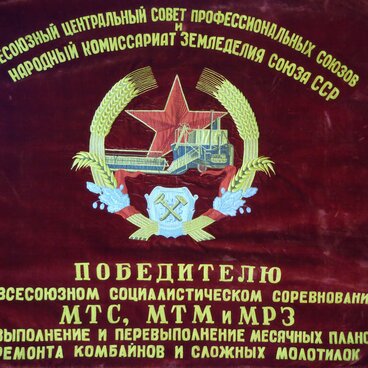 ЕСОЮЗНЫЙ ЦЕНТРАЛЬНЫЙ СОВЕТ ПРОФЕССИОНАЛЬНЫХ СОЮЗОВ
И
НАРОДНЫЙ КОМИССАРИАТ ЗЕМЛЕДЕЛИЯ СОЮЗА ССР
ПОБЕДИТЕЛЮ
ВСЕСОЮЗНОМ СОЦИАЛИСТИЧЕСКОМ СОРЕВНОВАНИ
МТС, МТМ и МРЗ
ВЫПОЛНЕНИЕ И ПЕРЕВЫПОЛНЕНИЕ МЕСЯЧНЫХ ПЛАНО
РЕМОНТА КОМБАЙНОВ И СЛОЖНЫХ МОЛОТИЛОК